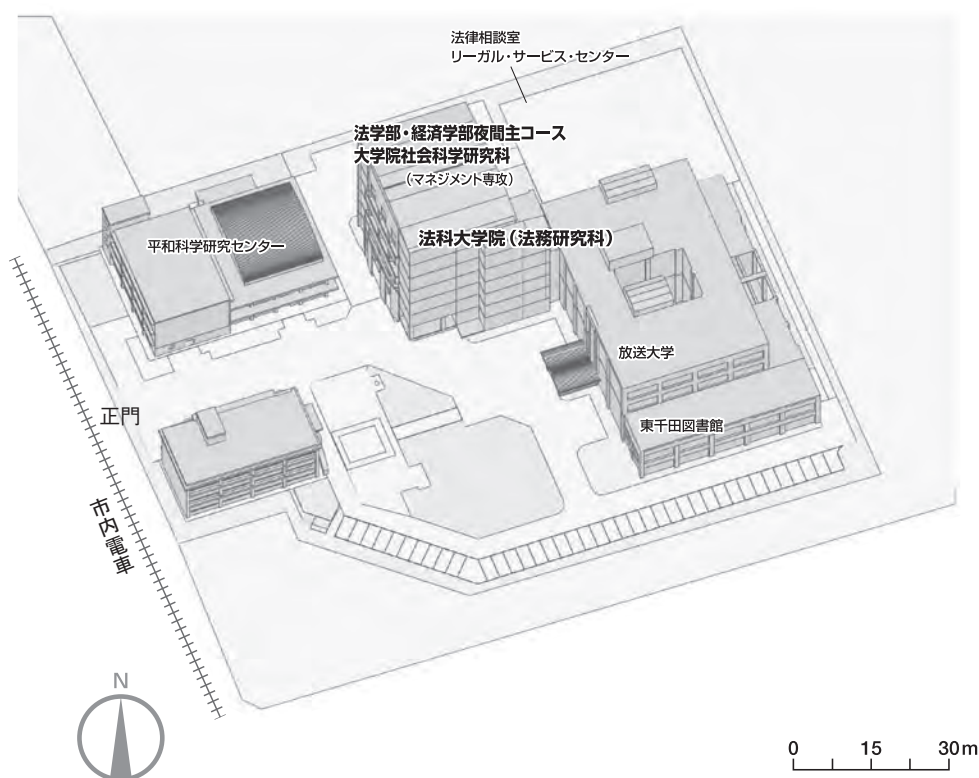 法律相談室
リーガル・サービス・センター
法学部・経済学部夜間主コース
大学院社会科学研究科
（マネジメント専攻）
法科大学院（法務研究科）
平和科学研究センター
放送大学
東千田図書館
正門
市内電車
N
0 15 30m